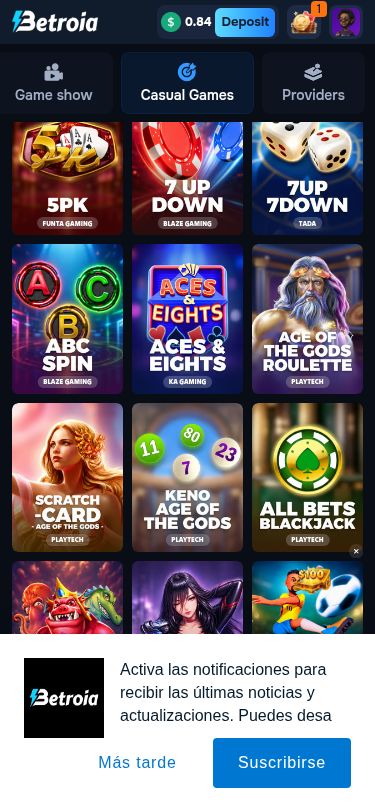 Betroia
$ 0.84 Deposit
1
Game show
Casual Games
Providers
5PK
FUNTA GAMING
7 UP
DOWN
BLAZE GAMING
7UP
7DOWN
TADA
A
C
B
ABC
SPIN
BLAZE GAMING
ACES
&
EIGHTS
ACES &
EIGHTS
KA GAMING
AGE OF
THE GODS
ROULETTE
PLAYTECH
SCRATCH
-CARD
- AGE OF THE GODS -
PLAYTECH
11
80
7
23
KENO
AGE OF
THE GODS
PLAYTECH
ALL BETS
BLACKJACK
PLAYTECH
×
$100
Betroia
Activa las notificaciones para
recibir las últimas noticias y
actualizaciones. Puedes desa
Más tarde
Suscribirse